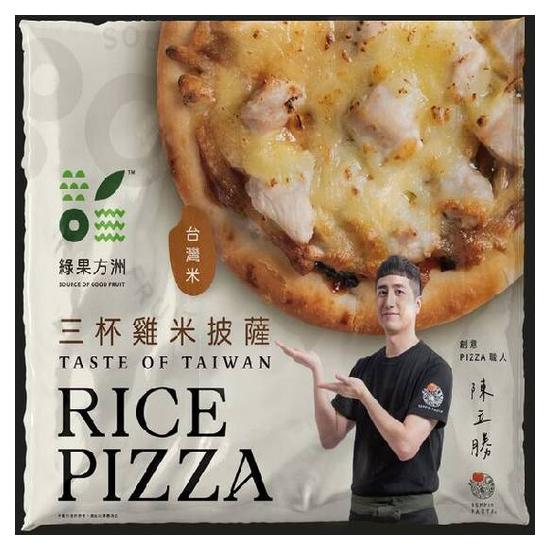 綠果方洲
SOURCE OF GOOD FRUIT
台灣米
三杯雞米披薩
TASTE OF TAIWAN
RICE
PIZZA
創意
PIZZA 職人
陳立勝